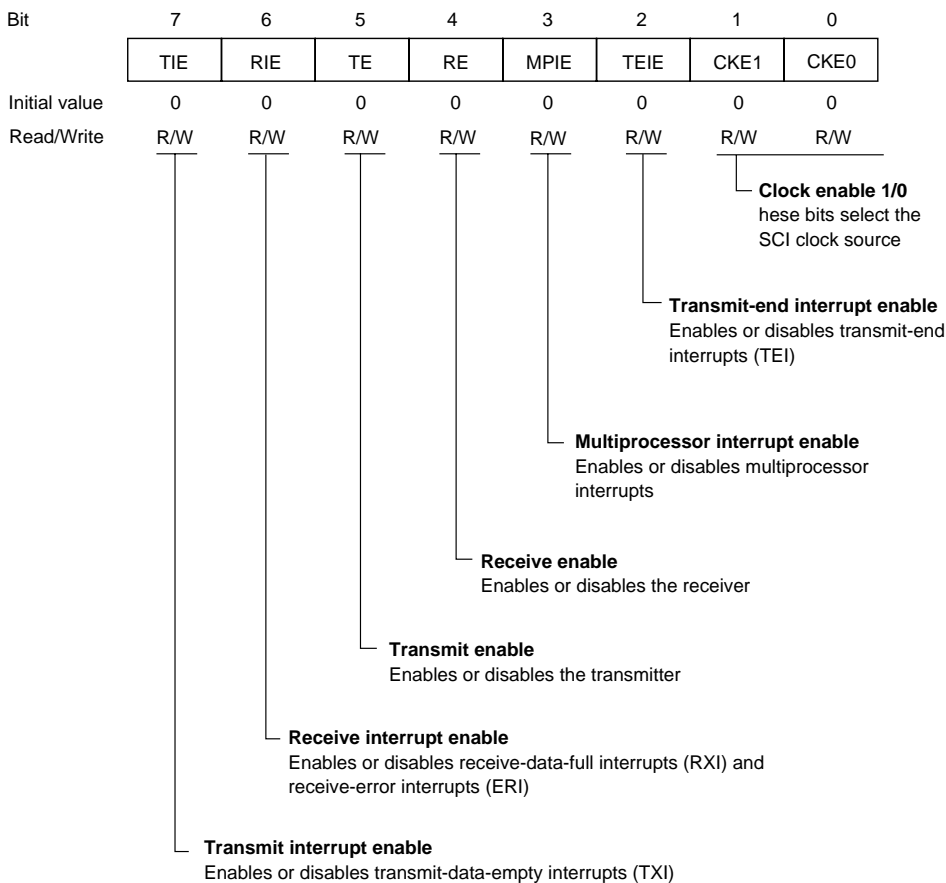 Bit 7 6 5 4 3 2 1 0
TIE RIE TE RE MPIE TEIE CKE1 CKE0
Initial value 0 0 0 0 0 0 0 0
Read/Write R/W R/W R/W R/W R/W R/W R/W R/W
Clock enable 1/0
hese bits select the
SCI clock source
Transmit-end interrupt enable
Enables or disables transmit-end
interrupts (TEI)
Multiprocessor interrupt enable
Enables or disables multiprocessor
interrupts
Receive enable
Enables or disables the receiver
Transmit enable
Enables or disables the transmitter
Receive interrupt enable
Enables or disables receive-data-full interrupts (RXI) and
receive-error interrupts (ERI)
Transmit interrupt enable
Enables or disables transmit-data-empty interrupts (TXI)